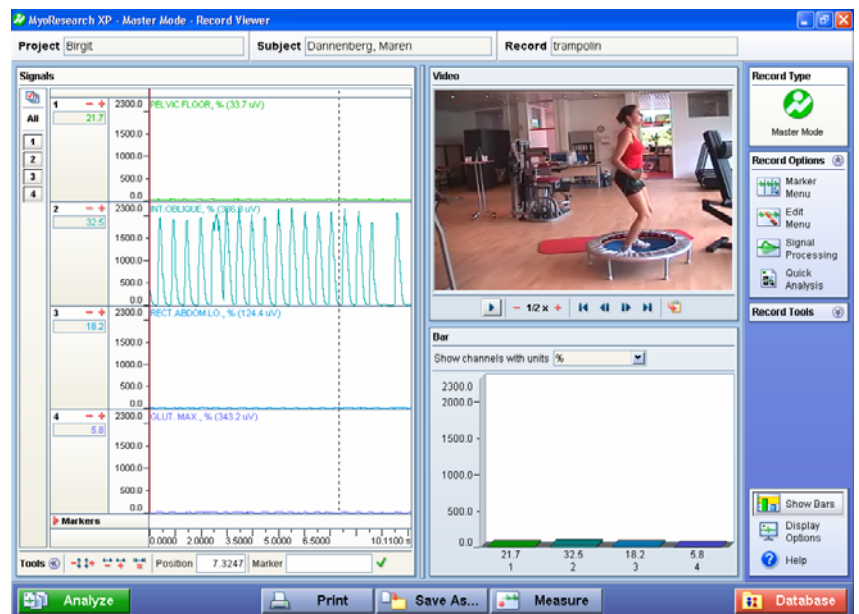 MyoResearch XP - Master Mode - Record Viewer
Project Birgit Subject Dannenberg, Maren Record trampolin
Signals
All
1
2
3
4
1 - + 21.7
2300.0 PELVIC FLOOR, % (33.7 uV)
1500.0
1000.0
500.0
0.0
2 - + 32.5
2300.0 INT.OBLIQUE, % (
uV)
1500.0
1000.0
500.0
0.0
3 - + 18.2
2300.0 RECT.ABDOM.LO., % (124.4 uV)
1500.0
1000.0
500.0
0.0
4 - + 5.8
2300.0 GLUT. MAX., % (343.2 uV)
1500.0
1000.0
500.0
0.0
Markers
0.0000 2.0000 3.5000 5.0000 6.5000 10.1100 s
Tools Position 7.3247 Marker
Video
- 1/2 x +
Bar
Show channels with units %
2300.0
2000.0
1500.0
1000.0
500.0
0.0
21.7 32.5 18.2 5.8
1 2 3 4
Record Type
Master Mode
Record Options
Marker
Menu
Edit
Menu
Signal
Processing
Quick
Analysis
Record Tools
Show Bars
Display
Options
Help
Analyze Print Save As... Measure Database